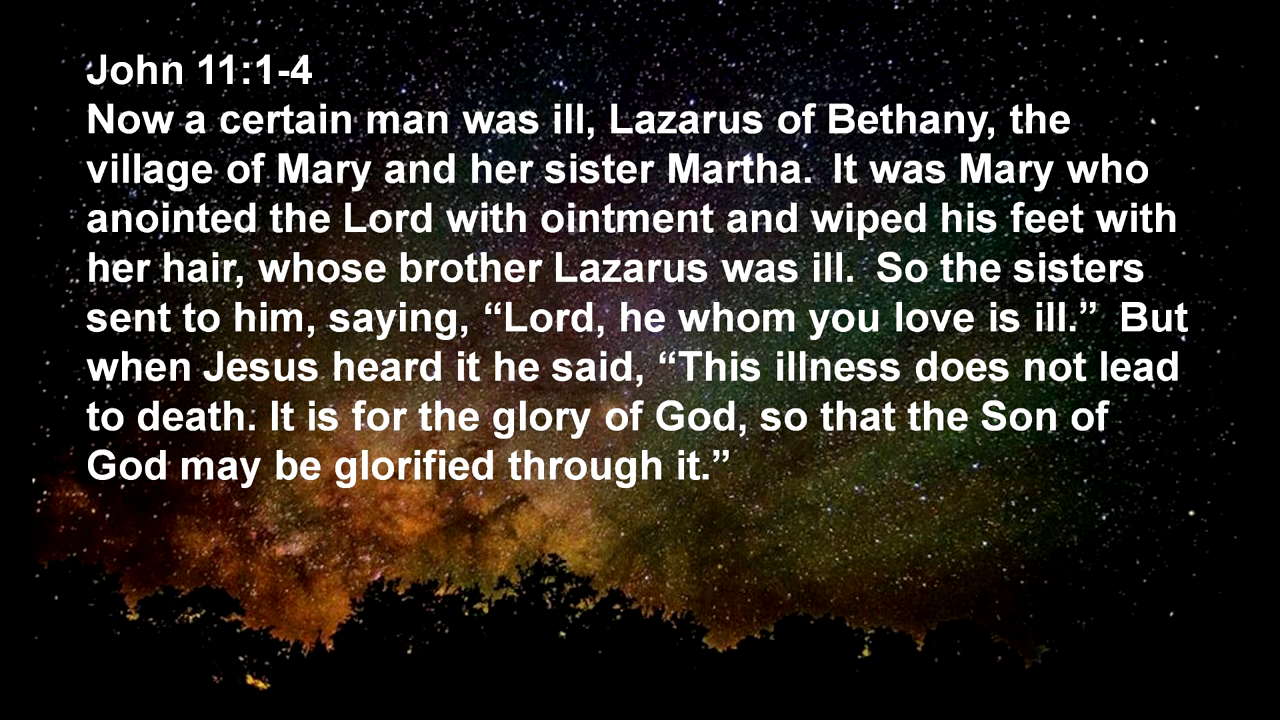 John 11:1-4
Now a certain man was ill, Lazarus of Bethany, the
village of Mary and her sister Martha.  It was Mary who
anointed the Lord with ointment and wiped his feet with
her hair, whose brother Lazarus was ill.  So the sisters
sent to him, saying, “Lord, he whom you love is ill.”  But
when Jesus heard it he said, “This illness does not lead
to death. It is for the glory of God, so that the Son of
God may be glorified through it.”